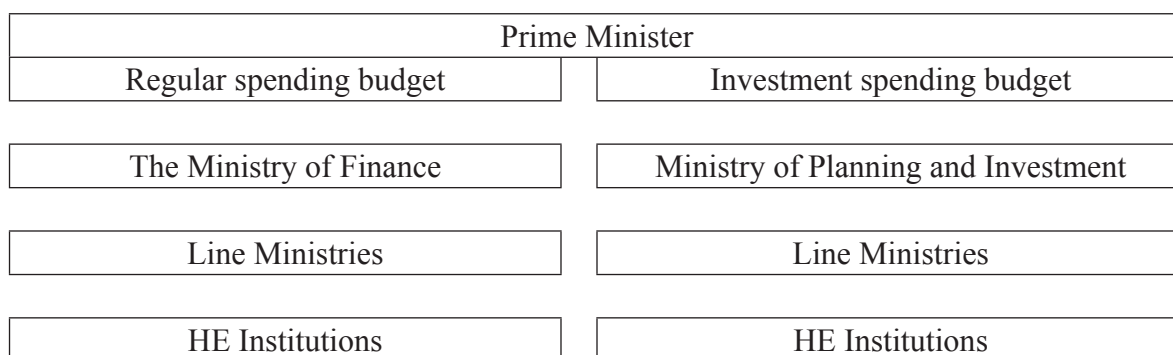 Prime Minister
Regular spending budget
Investment spending budget
The Ministry of Finance
Ministry of Planning and Investment
Line Ministries
Line Ministries
HE Institutions
HE Institutions